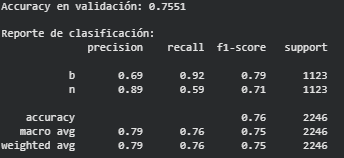 Accuracy en validación: 0.7551
Reporte de clasificación:
precision recall f1-score support
b 0.69 0.92 0.79 1123
n 0.89 0.59 0.71 1123
accuracy 0.76 2246
macro avg 0.79 0.76 0.75 2246
weighted avg 0.79 0.76 0.75 2246